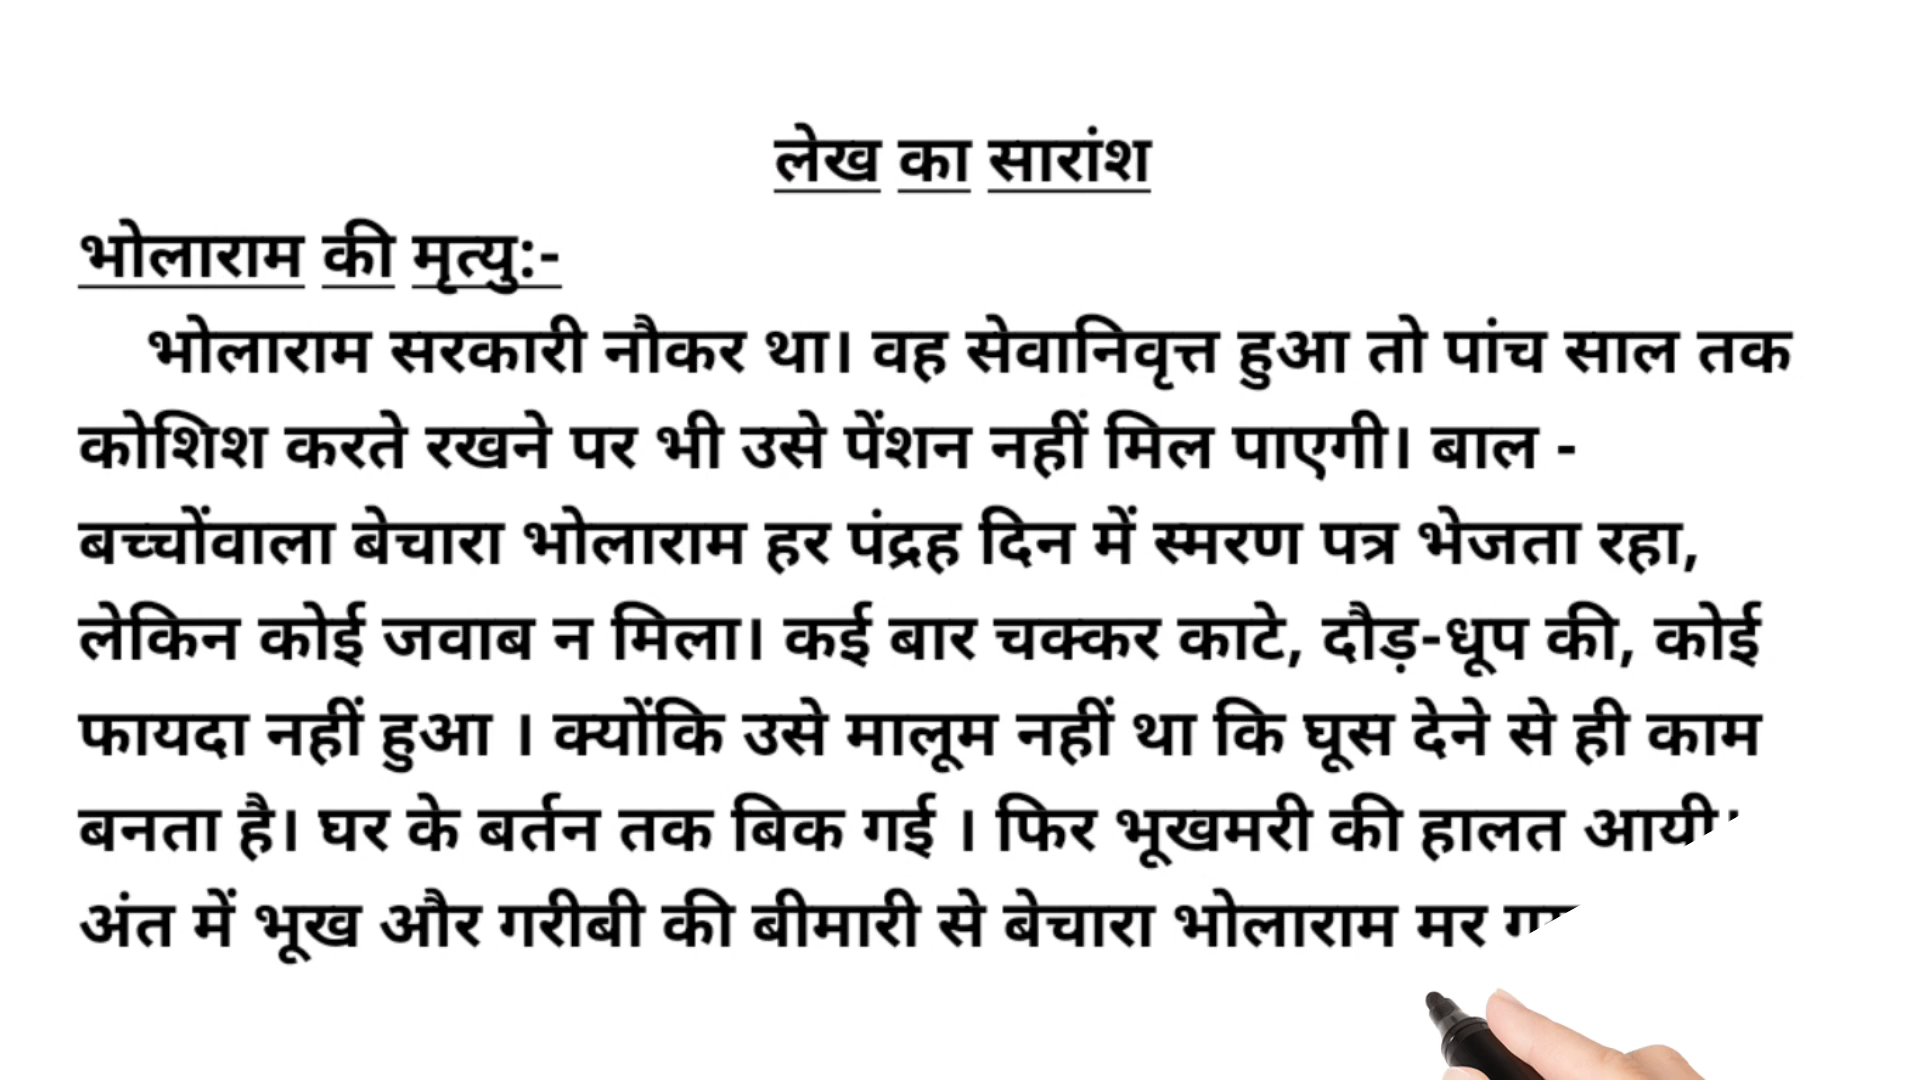 लेख का सारांश
भोलाराम की मृत्यु:-
भोलाराम सरकारी नौकर था। वह सेवानिवृत्त हुआ तो पांच साल तक
कोशिश करते रखने पर भी उसे पेंशन नहीं मिल पाएगी। बाल -
बच्चोंवाला बेचारा भोलाराम हर पंद्रह दिन में स्मरण पत्र भेजता रहा,
लेकिन कोई जवाब न मिला। कई बार चक्कर काटे, दौड़-धूप की, कोई
फायदा नहीं हुआ । क्योंकि उसे मालूम नहीं था कि घूस देने से ही काम
बनता है। घर के बर्तन तक बिक गई । फिर भूखमरी की हालत आयी।
अंत में भूख और गरीबी की बीमारी से बेचारा भोलाराम मर